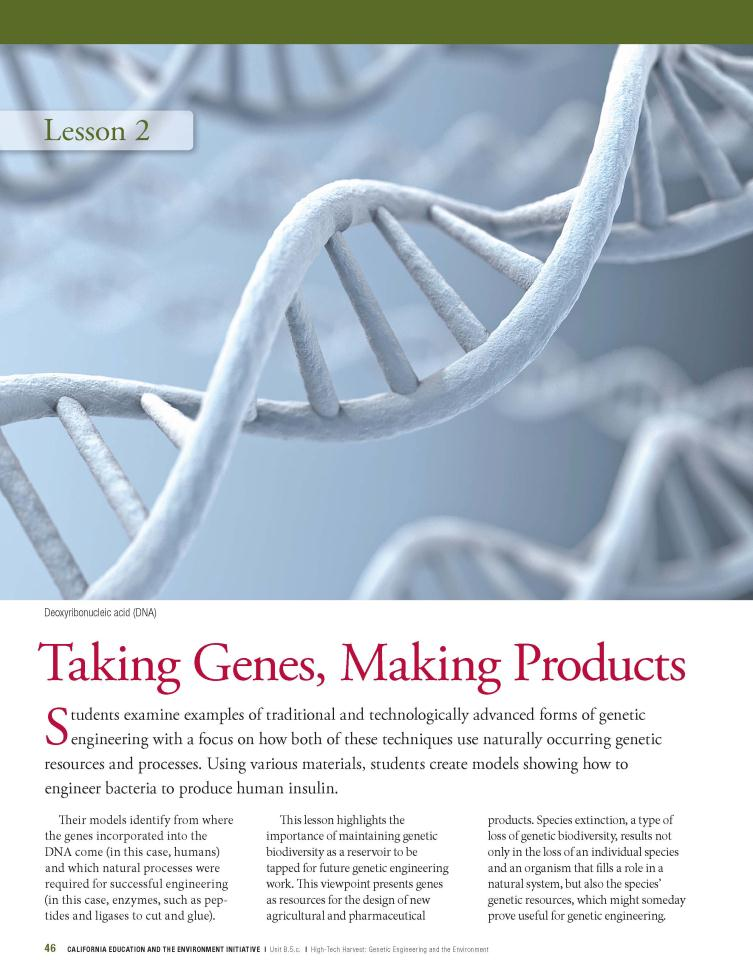 Lesson 2
Deoxyribonucleic acid (DNA)
Taking Genes, Making Products
Students examine examples of traditional and technologically advanced forms of genetic
engineering with a focus on how both of these techniques use naturally occurring genetic
resources and processes. Using various materials, students create models showing how to
engineer bacteria to produce human insulin.
Their models identify from where
the genes incorporated into the
DNA come (in this case, humans)
and which natural processes were
required for successful engineering
(in this case, enzymes, such as pep-
tides and ligases to cut and glue).
This lesson highlights the
importance of maintaining genetic
biodiversity as a reservoir to be
tapped for future genetic engineering
work. This viewpoint presents genes
as resources for the design of new
agricultural and pharmaceutical
products. Species extinction, a type of
loss of genetic biodiversity, results not
only in the loss of an individual species
and an organism that fills a role in a
natural system, but also the species’
genetic resources, which might someday
prove useful for genetic engineering.
46 CALIFORNIA EDUCATION AND THE ENVIRONMENT INITIATIVE I Unit B.5.c. I High-Tech Harvest: Genetic Engineering and the Environment